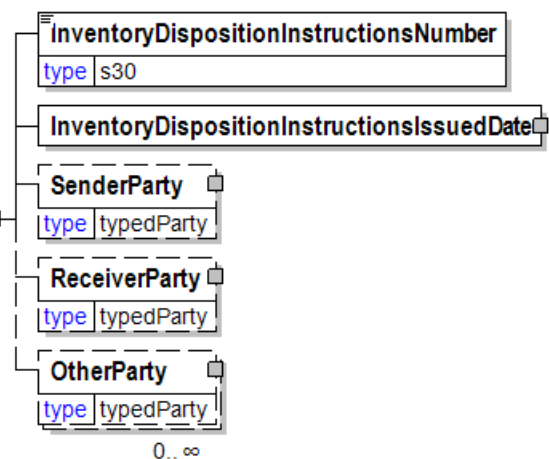 InventoryDispositionInstructionsNumber
type s30
InventoryDispositionInstructionsIssuedDate
SenderParty
type typedParty
ReceiverParty
type typedParty
OtherParty
type typedParty
0.. ∞